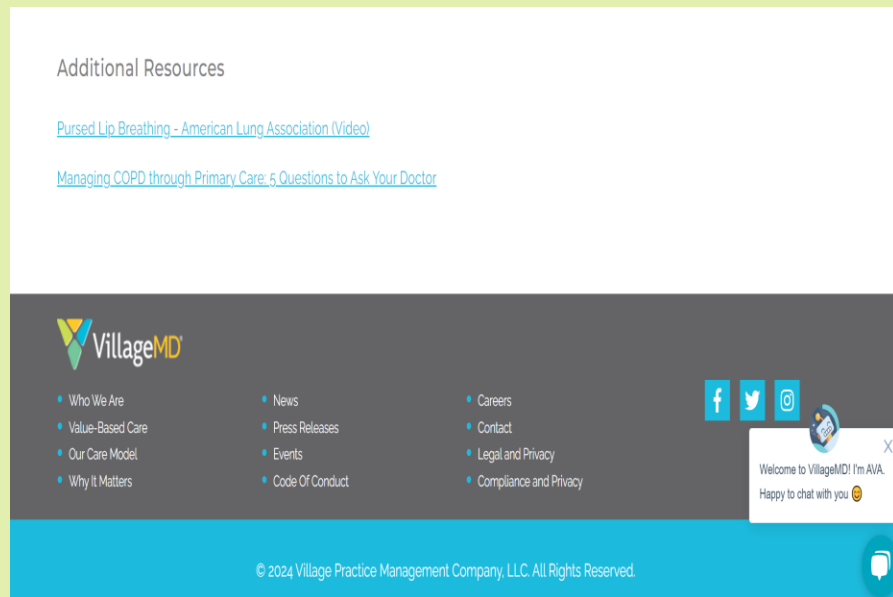 Additional Resources
Pursed Lip Breathing - American Lung Association (Video)
Managing COPD through Primary Care: 5 Questions to Ask Your Doctor
VillageMD
Who We Are
Value-Based Care
Our Care Model
Why It Matters
News
Press Releases
Events
Code Of Conduct
Careers
Contact
Legal and Privacy
Compliance and Privacy
X
Welcome to VillageMD! I'm AVA.
Happy to chat with you 😊
© 2024 Village Practice Management Company, LLC. All Rights Reserved.